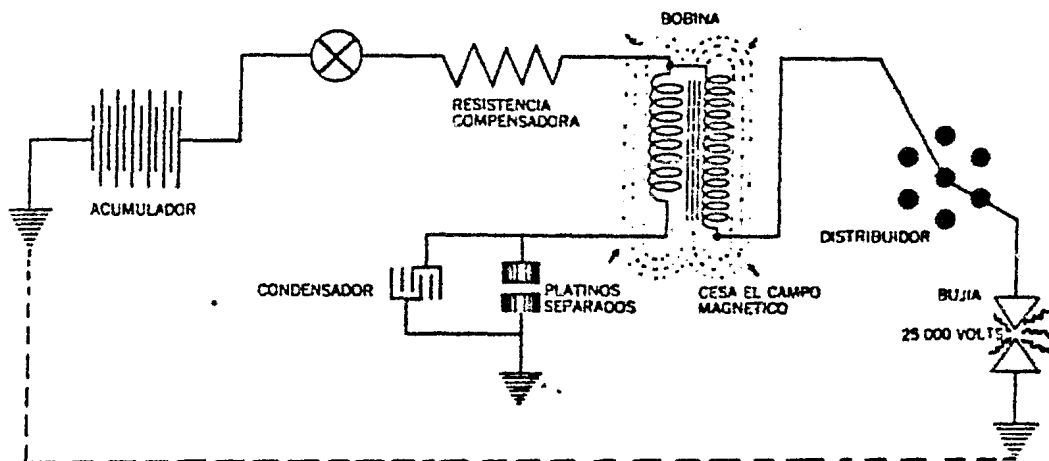 BOBINA
RESISTENCIA
COMPENSADORA
ACUMULADOR
DISTRIBUIDOR
CONDENSADOR
PLATINOS
SEPARADOS
CESA EL CAMPO
MAGNETICO
BUJIA
25 000 VOLTS